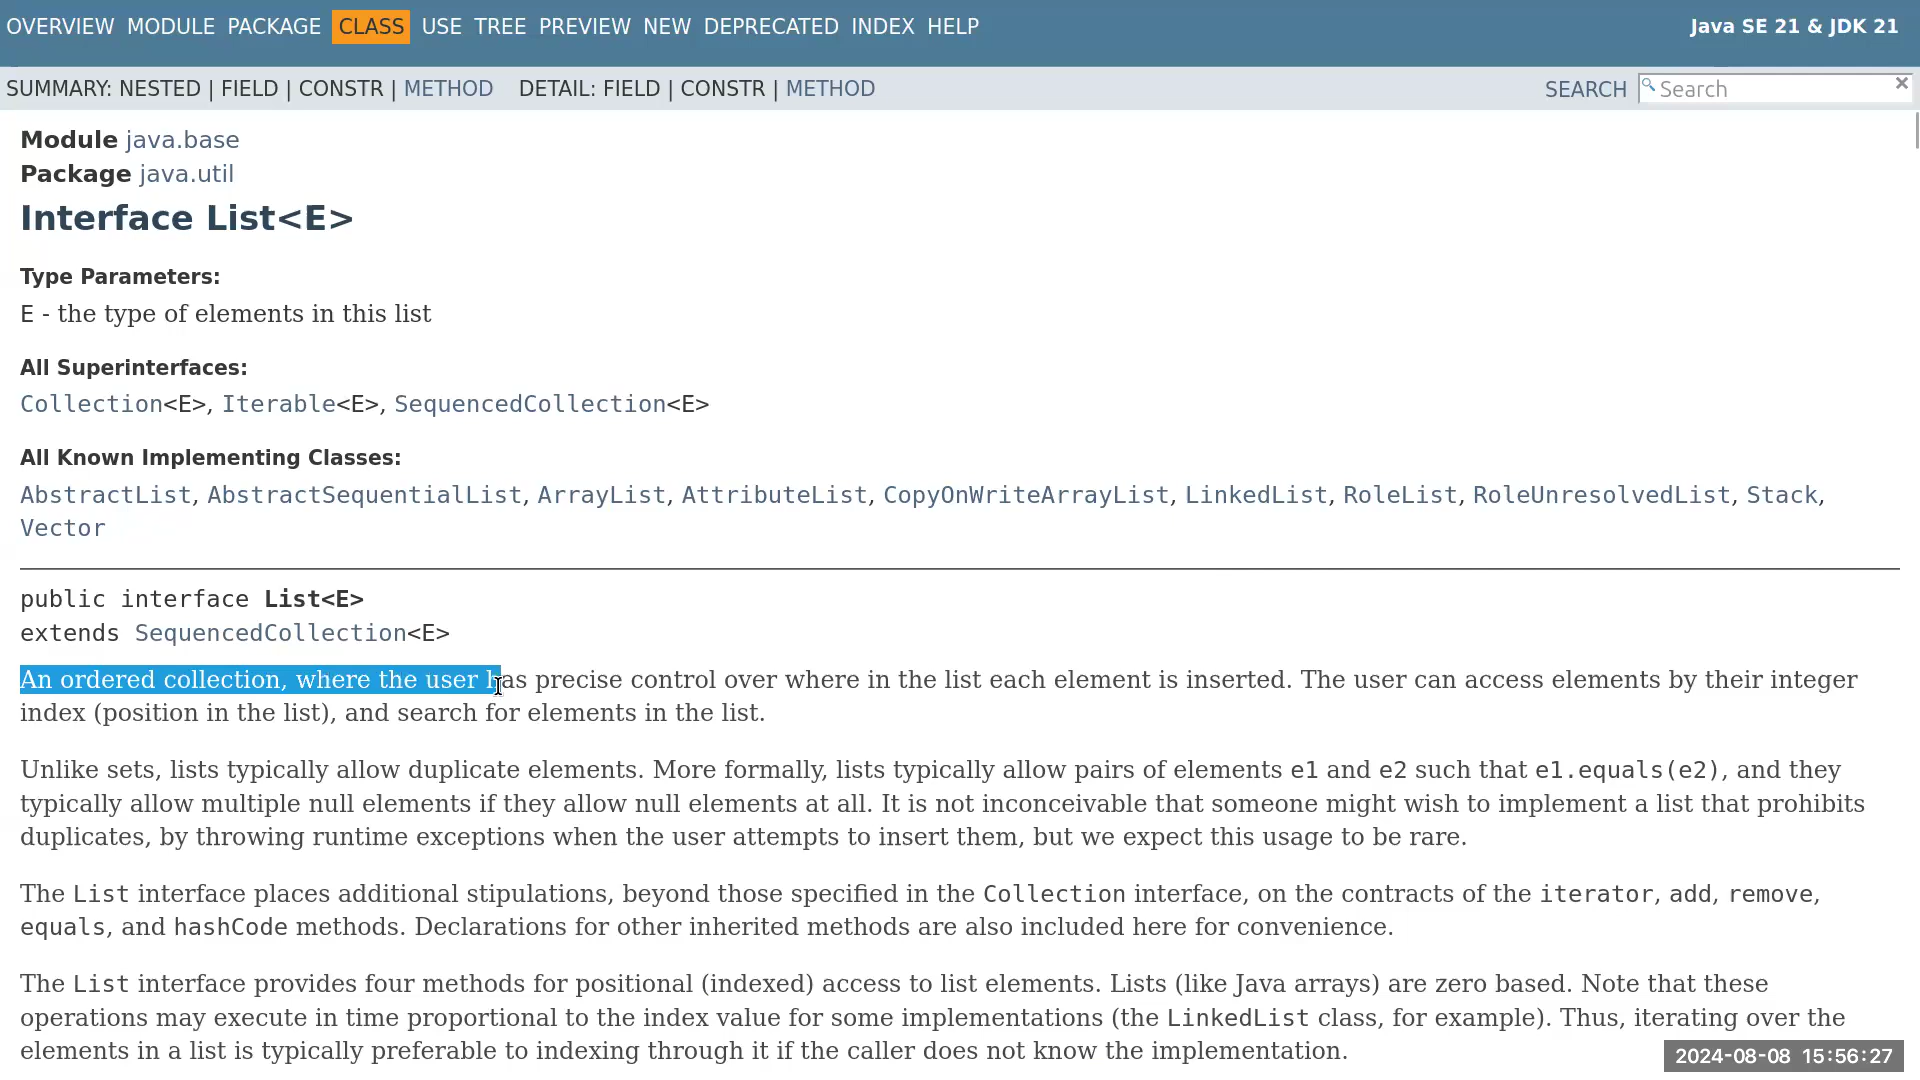 OVERVIEW MODULE PACKAGE CLASS USE TREE PREVIEW NEW DEPRECATED INDEX HELP Java SE 21 & JDK 21
SUMMARY: NESTED | FIELD | CONSTR | METHOD DETAIL: FIELD | CONSTR | METHOD SEARCH Search
Module java.base
Package java.util
Interface List<E>
Type Parameters:
E - the type of elements in this list
All Superinterfaces:
Collection<E>, Iterable<E>, SequencedCollection<E>
All Known Implementing Classes:
AbstractList, AbstractSequentialList, ArrayList, AttributeList, CopyOnWriteArrayList, LinkedList, RoleList, RoleUnresolvedList, Stack,
Vector
public interface List<E>
extends SequencedCollection<E>
An ordered collection, where the user has precise control over where in the list each element is inserted. The user can access elements by their integer
index (position in the list), and search for elements in the list.
Unlike sets, lists typically allow duplicate elements. More formally, lists typically allow pairs of elements e1 and e2 such that e1.equals(e2), and they
typically allow multiple null elements if they allow null elements at all. It is not inconceivable that someone might wish to implement a list that prohibits
duplicates, by throwing runtime exceptions when the user attempts to insert them, but we expect this usage to be rare.
The List interface places additional stipulations, beyond those specified in the Collection interface, on the contracts of the iterator, add, remove,
equals, and hashCode methods. Declarations for other inherited methods are also included here for convenience.
The List interface provides four methods for positional (indexed) access to list elements. Lists (like Java arrays) are zero based. Note that these
operations may execute in time proportional to the index value for some implementations (the LinkedList class, for example). Thus, iterating over the
elements in a list is typically preferable to indexing through it if the caller does not know the implementation.
2024-08-08 15:56:27